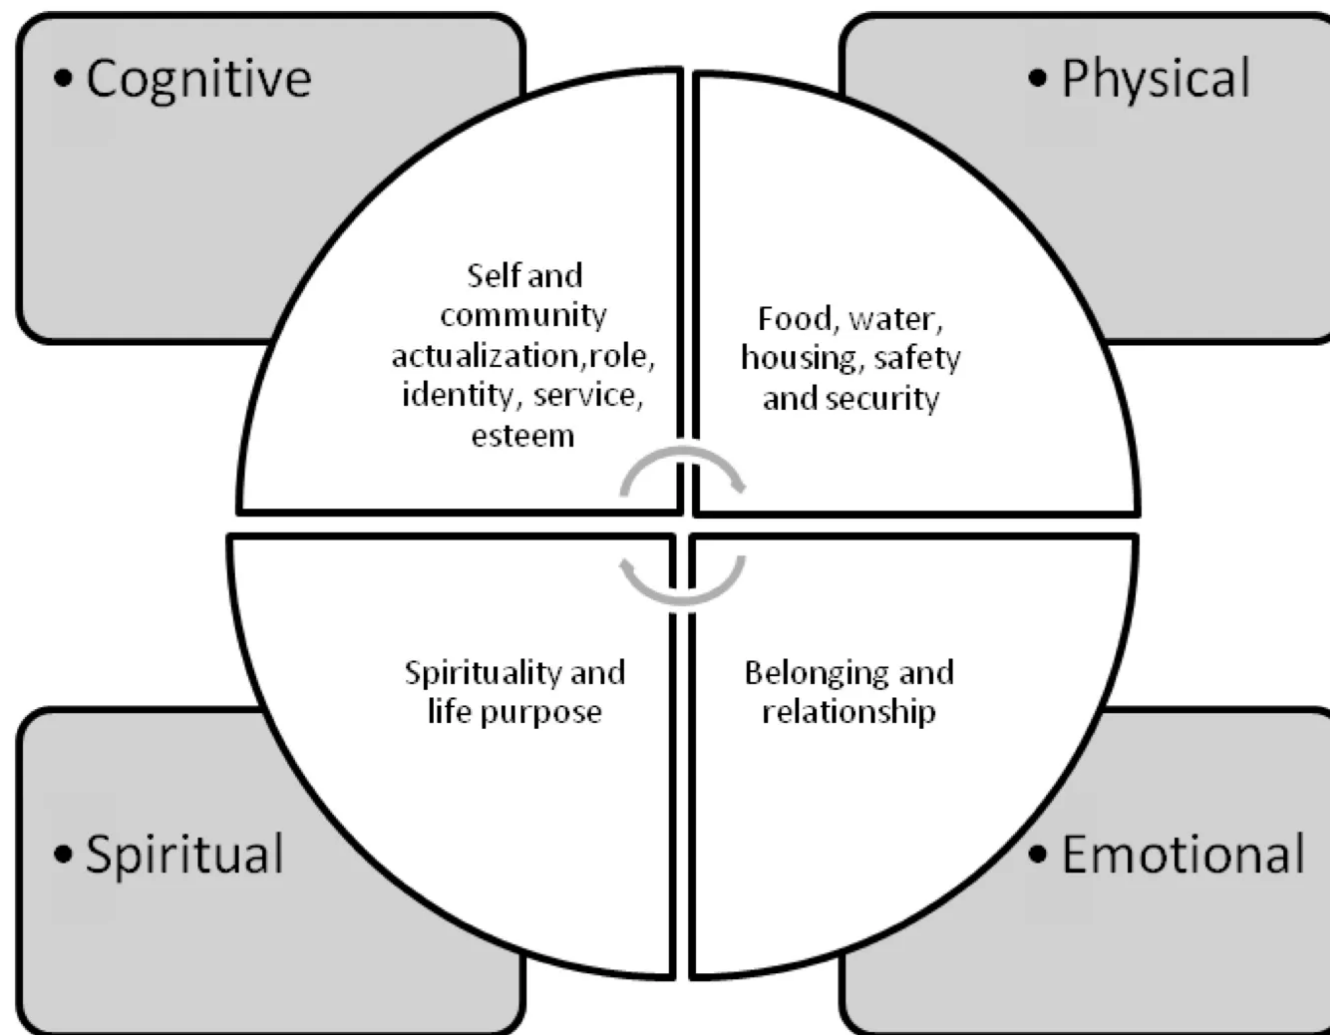 • Cognitive
• Physical
Self and
community
actualization,role,
identity, service,
esteem
Food, water,
housing, safety
and security
Spirituality and
life purpose
Belonging and
relationship
• Spiritual
• Emotional